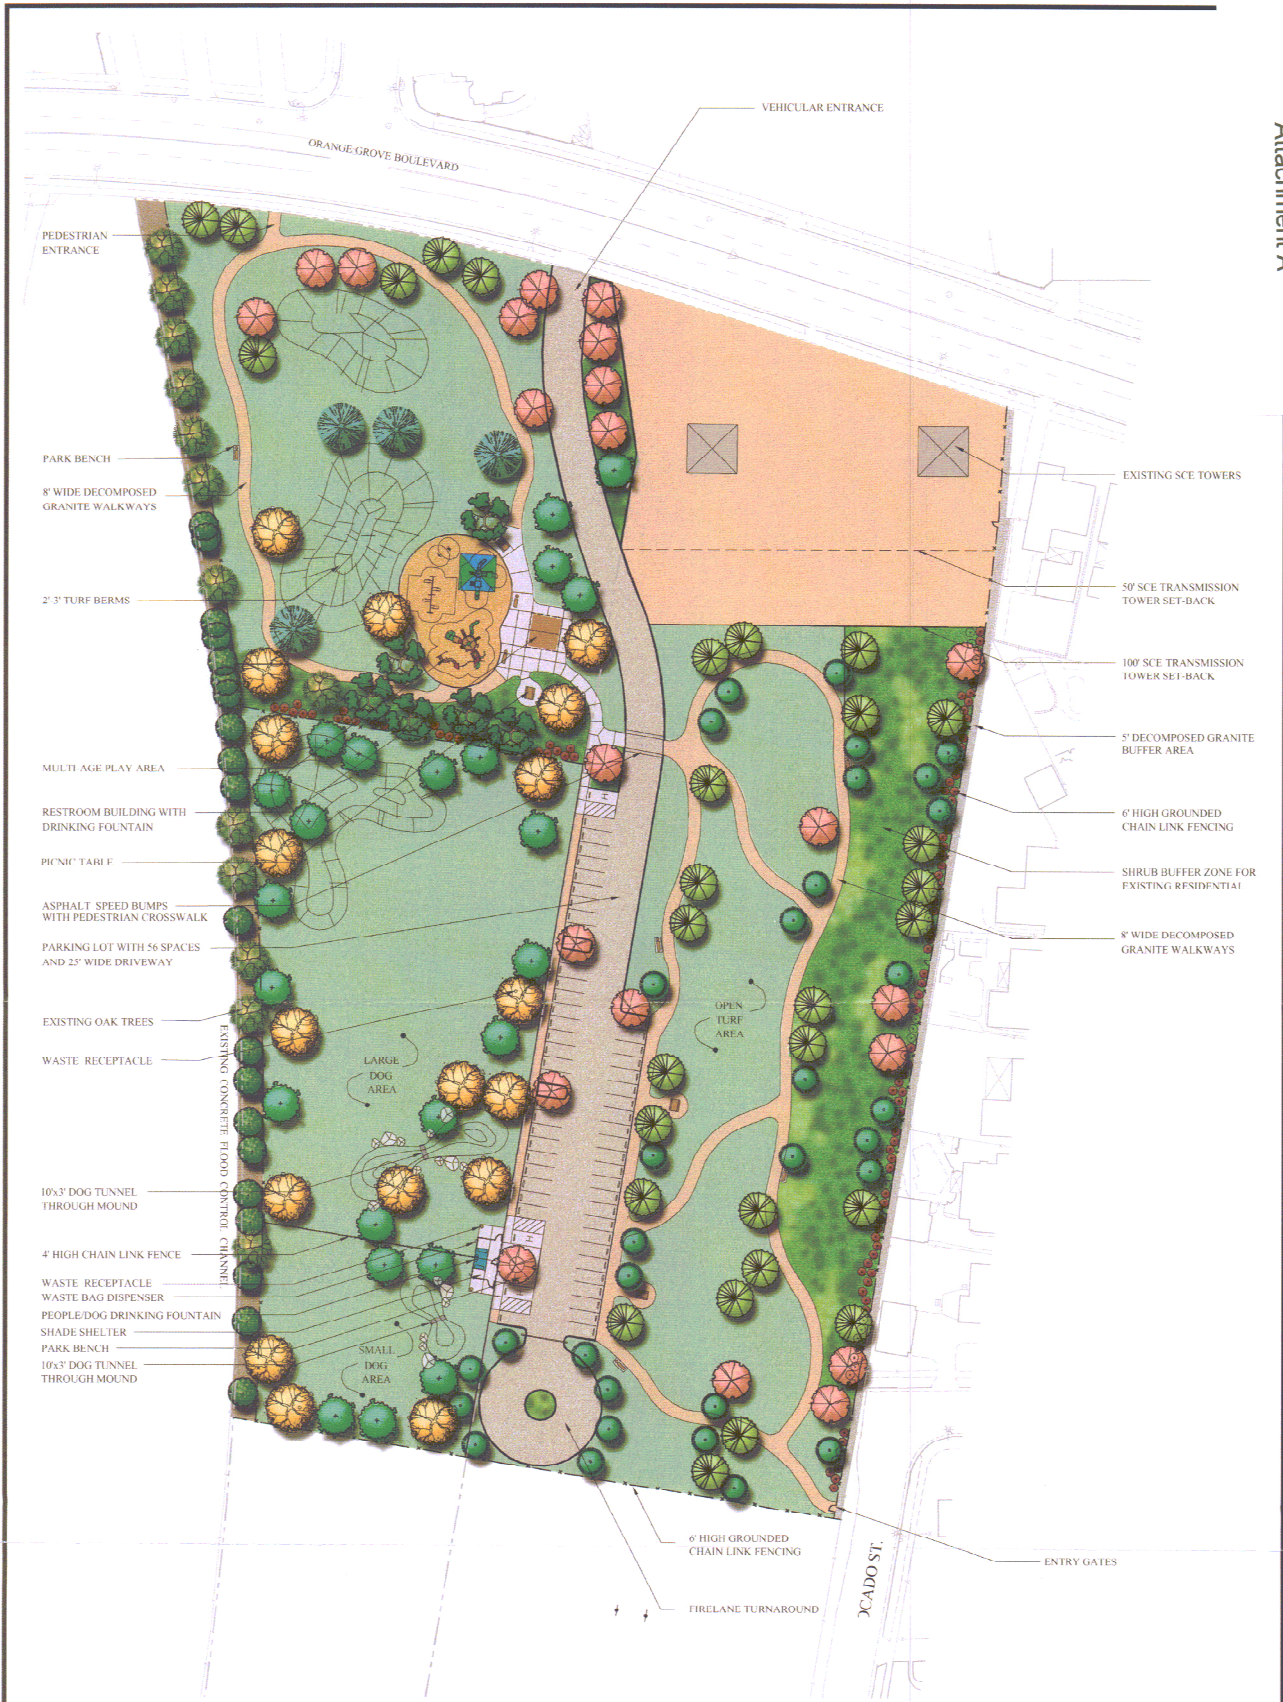 Attachment A
VEHICULAR ENTRANCE
ORANGE GROVE BOULEVARD
PEDESTRIAN
ENTRANCE
PARK BENCH
8' WIDE DECOMPOSED
GRANITE WALKWAYS
2' 3' TURF BERMS
MULTI AGE PLAY AREA
RESTROOM BUILDING WITH
DRINKING FOUNTAIN
PICNIC TABLE
ASPHALT SPEED BUMPS
WITH PEDESTRIAN CROSSWALK
PARKING LOT WITH 56 SPACES
AND 25' WIDE DRIVEWAY
EXISTING OAK TREES
WASTE RECEPTACLE
EXISTING CONCRETE FLOOD CONTROL CHANNEL
10'x3' DOG TUNNEL
THROUGH MOUND
4' HIGH CHAIN LINK FENCE
WASTE RECEPTACLE
WASTE BAG DISPENSER
PEOPLE/DOG DRINKING FOUNTAIN
SHADE SHELTER
PARK BENCH
10'x3' DOG TUNNEL
THROUGH MOUND
LARGE
DOG
AREA
SMALL
DOG
AREA
OPEN
TURF
AREA
H
H
EXISTING SCE TOWERS
50' SCE TRANSMISSION
TOWER SET-BACK
100' SCE TRANSMISSION
TOWER SET-BACK
5' DECOMPOSED GRANITE
BUFFER AREA
6' HIGH GROUNDED
CHAIN LINK FENCING
SHRUB BUFFER ZONE FOR
EXISTING RESIDENTIAL
8' WIDE DECOMPOSED
GRANITE WALKWAYS
6' HIGH GROUNDED
CHAIN LINK FENCING
FIRELANE TURNAROUND
ENTRY GATES
OCADO ST.